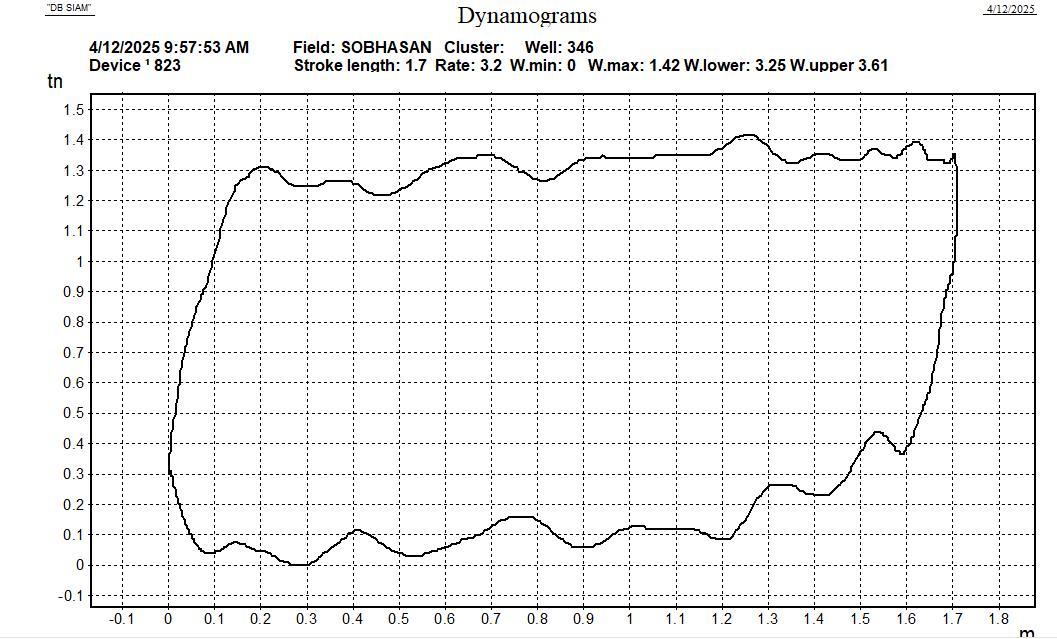 "DB SIAM"
Dynamograms
4/12/2025
4/12/2025 9:57:53 AM Field: SOBHASAN Cluster: Well: 346
Device ¹ 823 Stroke length: 1.7 Rate: 3.2 W.min: 0 W.max: 1.42 W.lower: 3.25 W.upper 3.61
tn
1.5
1.4
1.3
1.2
1.1
1
0.9
0.8
0.7
0.6
0.5
0.4
0.3
0.2
0.1
0
-0.1
-0.1 0 0.1 0.2 0.3 0.4 0.5 0.6 0.7 0.8 0.9 1 1.1 1.2 1.3 1.4 1.5 1.6 1.7 1.8
m